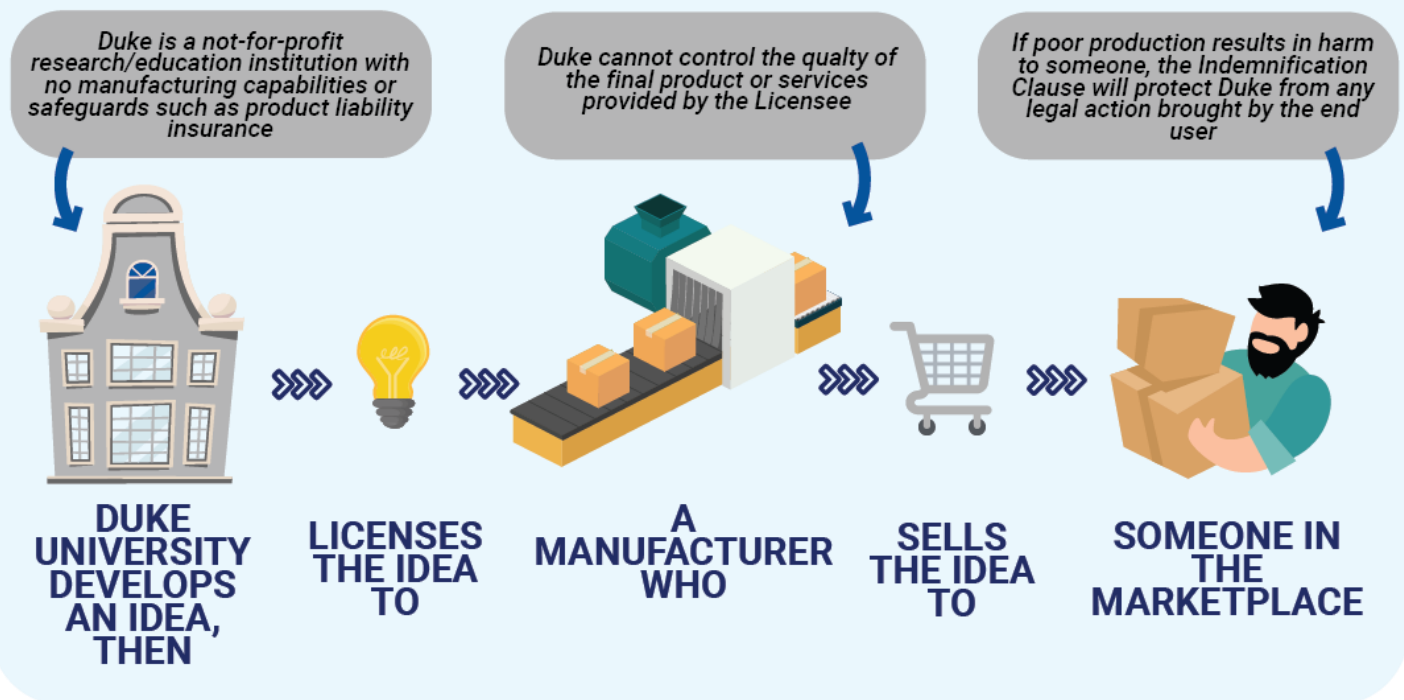 Duke is a not-for-profit
research/education institution with
no manufacturing capabilities or
safeguards such as product liability
insurance
Duke cannot control the qualty of
the final product or services
provided by the Licensee
If poor production results in harm
to someone, the Indemnification
Clause will protect Duke from any
legal action brought by the end
user
DUKE
UNIVERSITY
DEVELOPS
AN IDEA,
THEN
LICENSES
THE IDEA
TO
A
MANUFACTURER
WHO
SELLS
THE IDEA
TO
SOMEONE IN
THE
MARKETPLACE